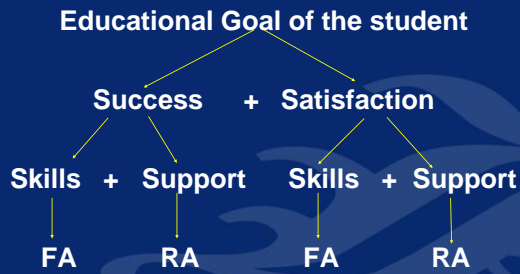 Educational Goal of the student
Success + Satisfaction
Skills + Support Skills + Support
FA RA FA RA